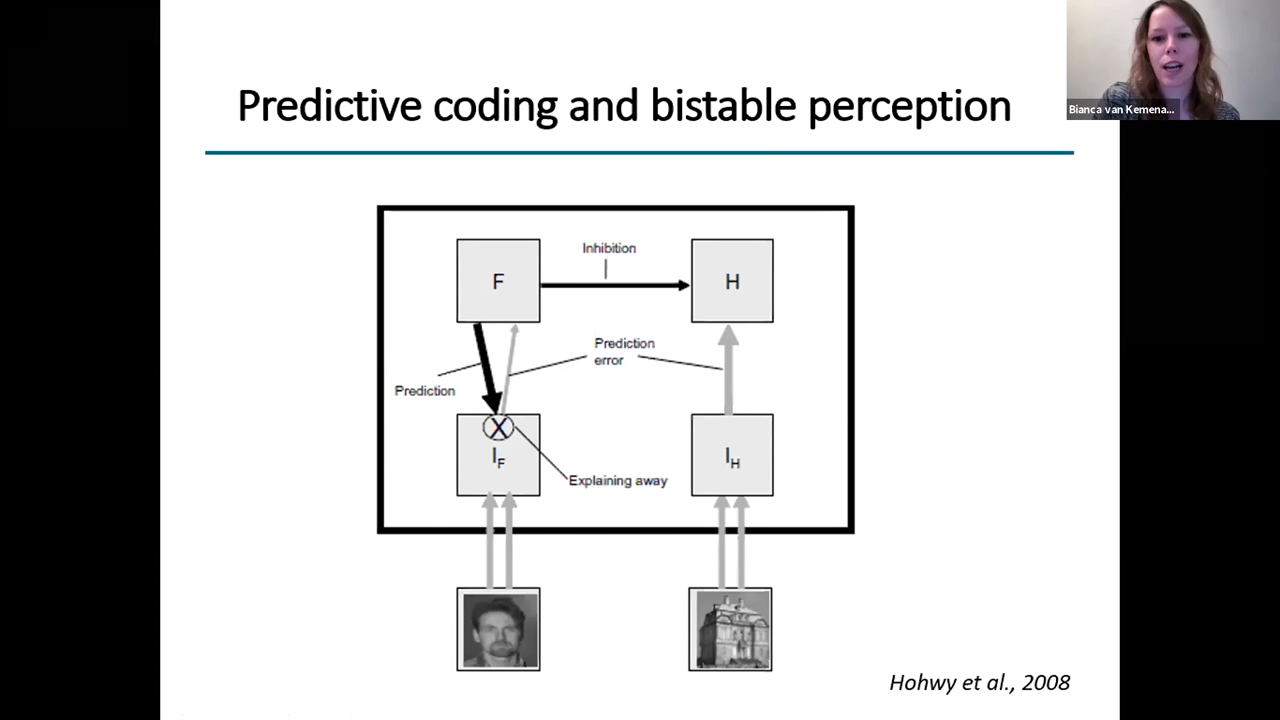 Bianca van Kemena...
Predictive coding and bistable perception
Inhibition
F
H
Prediction
error
Prediction
X
I_F
I_H
Explaining away
Hohwy et al., 2008